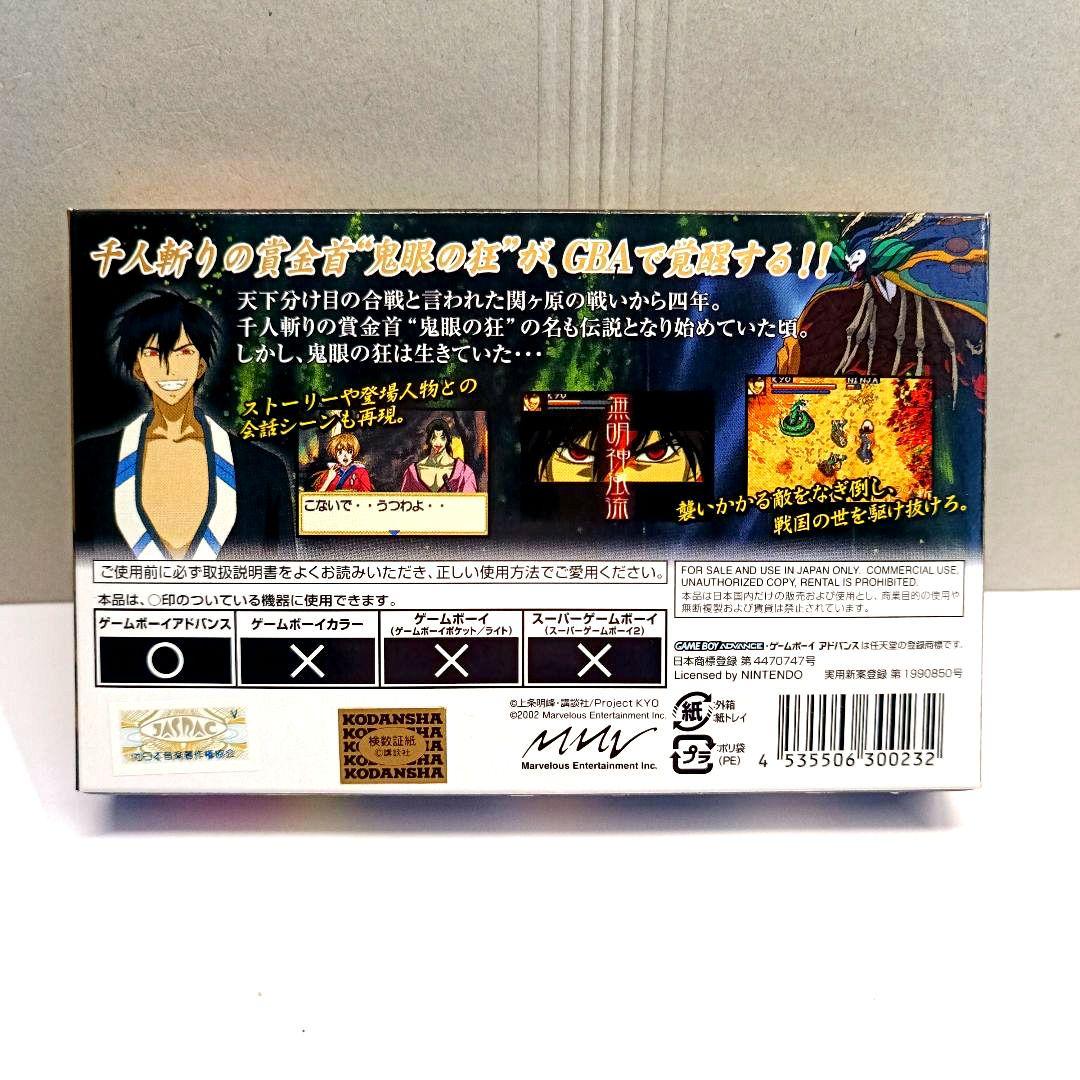 千人斬りの賞金首“鬼眼の狂”が、GBAで覚醒する!!
天下分け目の合戦と言われた関ヶ原の戦いから四年。
千人斬りの賞金首“鬼眼の狂”の名も伝説となり始めていた頃。
しかし、鬼眼の狂は生きていた・・・
ストーリーや登場人物との
会話シーンも再現。
こないで・・うつわよ・・
KYO
無明神風流
KYO
NINJA
襲いかかる敵をなぎ倒し、
戦国の世を駆け抜けろ。
ご使用前に必ず取扱説明書をよくお読みいただき、正しい使用方法でご愛用ください。
本品は、○印のついている機器に使用できます。
ゲームボーイアドバンス
ゲームボーイカラー
ゲームボーイ
(ゲームボーイポケット/ライト)
スーパーゲームボーイ
(スーパーゲームボーイ2)
○
×
×
×
FOR SALE AND USE IN JAPAN ONLY. COMMERCIAL USE,
UNAUTHORIZED COPY, RENTAL IS PROHIBITED.
本品は日本国内だけの販売および使用とし、商業目的の使用や
無断複製および賃貸は禁止されています。
GAME BOY ADVANCE・ゲームボーイ アドバンスは任天堂の登録商標です。
日本商標登録 第4470747号
Licensed by NINTENDO 実用新案登録 第1990850号
V
JASRAC
㈳日本音楽著作権協会
KODANSHA
KODANSHA
検数証紙
©講談社
KODANSHA
KODANSHA
©上条明峰・講談社/Project KYO
©2002 Marvelous Entertainment Inc.
MMV
Marvelous Entertainment Inc.
紙
:外箱
:紙トレイ
プラ
:ポリ袋
(PE)
4 535506 300232